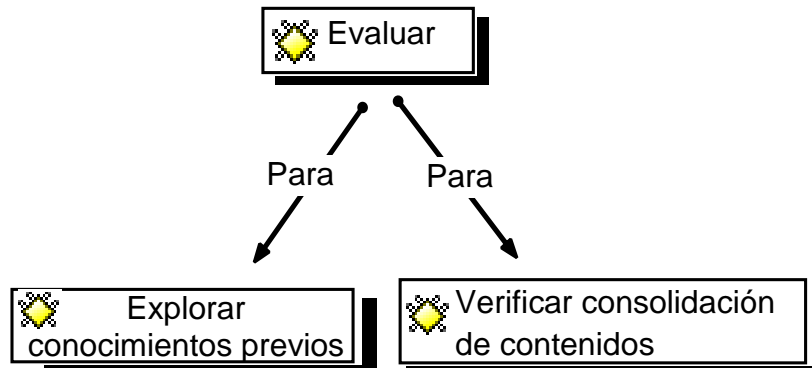 Evaluar
Para
Para
Explorar
conocimientos previos
Verificar consolidación
de contenidos